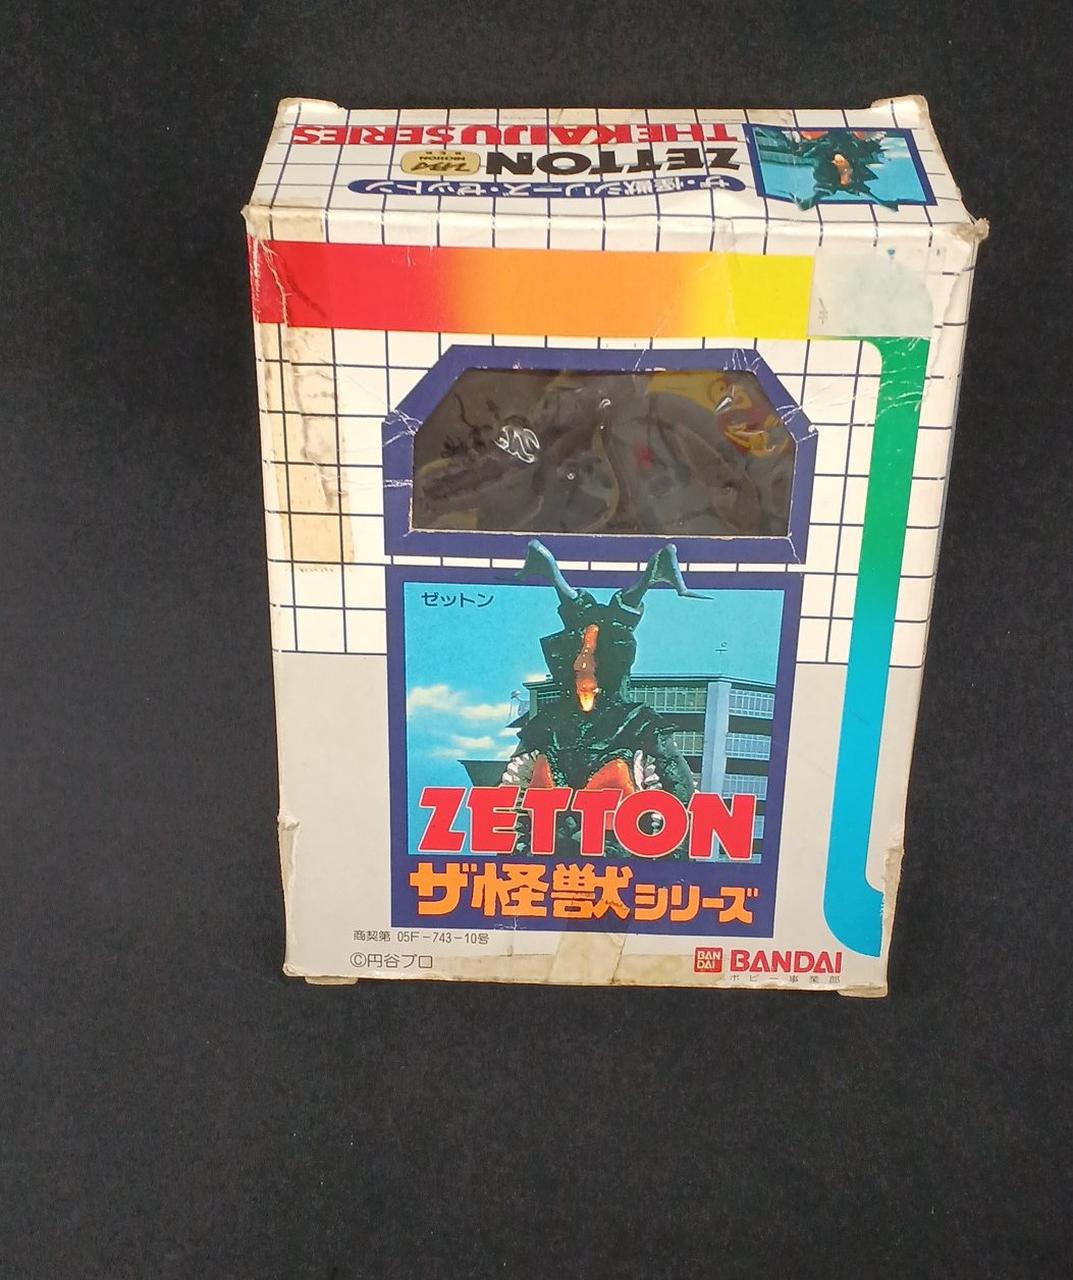 THE KAIJU SERIES
ZETTON
ザ・怪獣シリーズ・ゼットン
ゼットン
ZETTON
ザ怪獣シリーズ
商契第 05F-743-10号
©円谷プロ
BANDAI
BANDAI
ポピー事業部